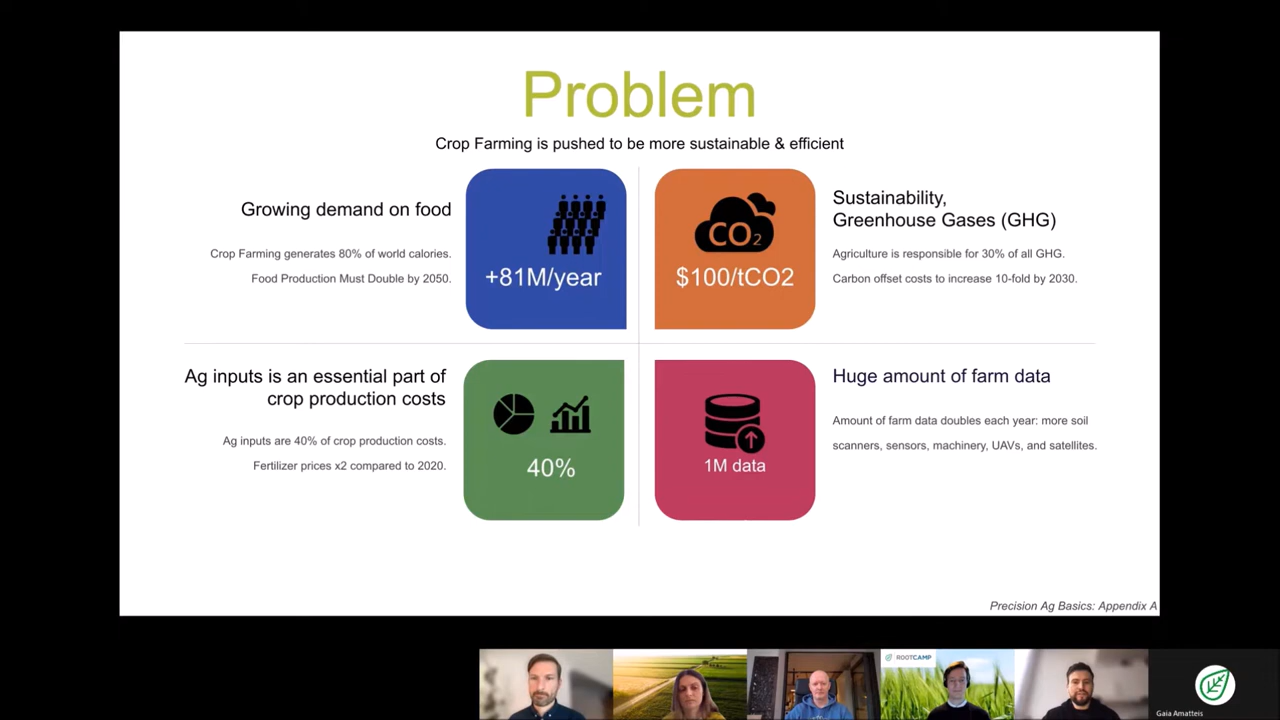 Problem
Crop Farming is pushed to be more sustainable & efficient
Growing demand on food
Crop Farming generates 80% of world calories.
Food Production Must Double by 2050.
+81M/year
CO2
$100/tCO2
Sustainability,
Greenhouse Gases (GHG)
Agriculture is responsible for 30% of all GHG.
Carbon offset costs to increase 10-fold by 2030.
Ag inputs is an essential part of
crop production costs
Ag inputs are 40% of crop production costs.
Fertilizer prices x2 compared to 2020.
40%
1M data
Huge amount of farm data
Amount of farm data doubles each year: more soil
scanners, sensors, machinery, UAVs, and satellites.
Precision Ag Basics: Appendix A
ROOTCAMP
Gaia Amatteis